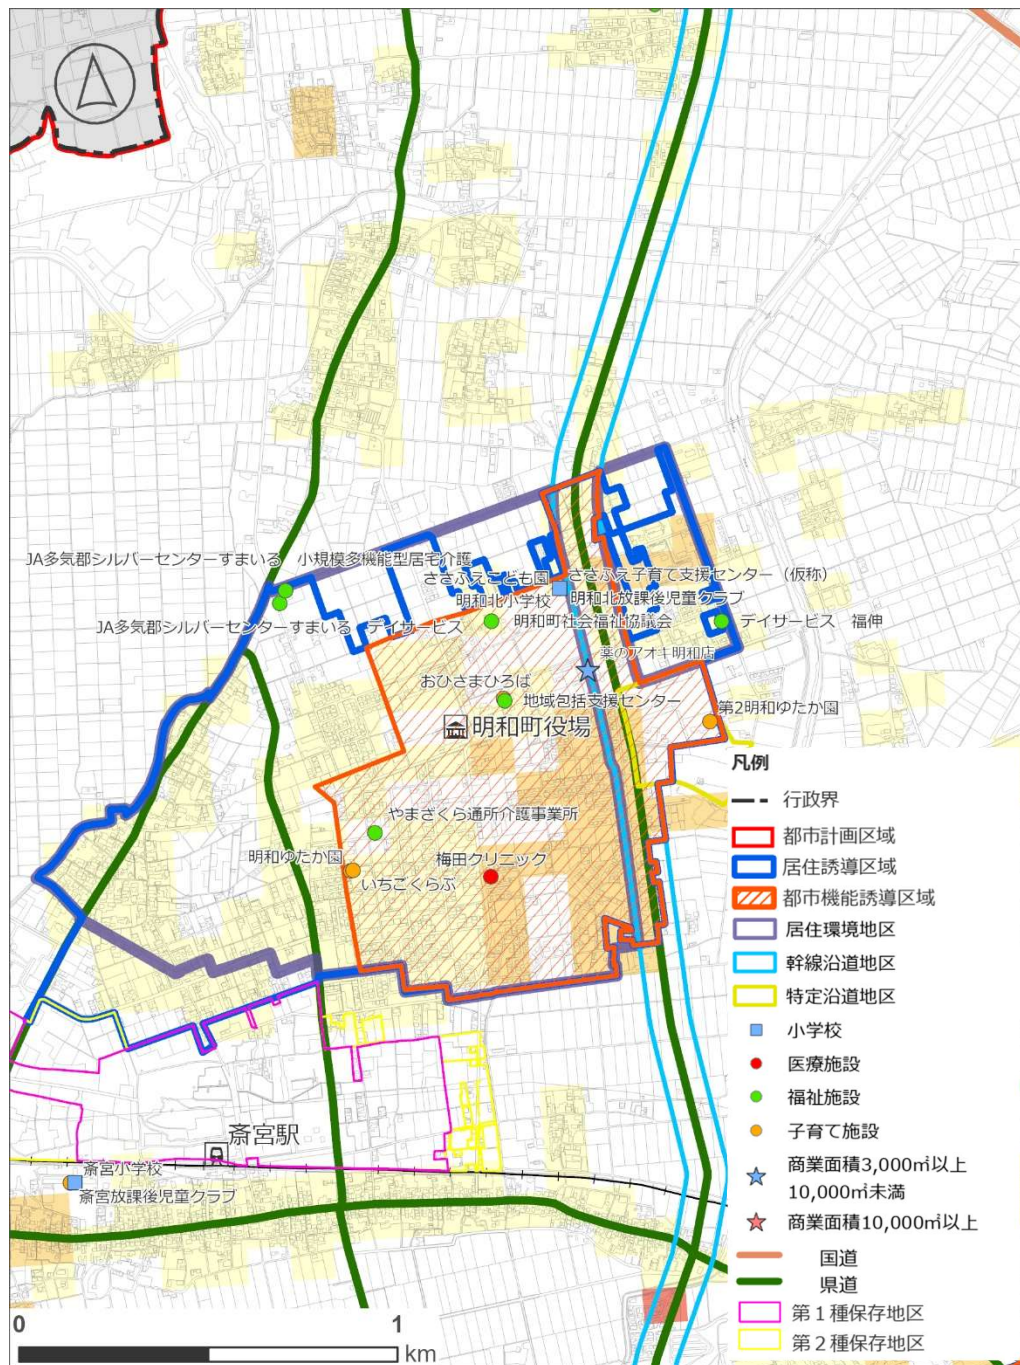 JA多気郡シルバーセンターすまいる　小規模多機能型居宅介護
ささふえこども園
ささふえ子育て支援センター（仮称）
明和北小学校
明和北放課後児童クラブ
JA多気郡シルバーセンターすまいる　デイサービス
明和町社会福祉協議会
デイサービス　福伸
薬のアオキ明和店
おひさまひろば
地域包括支援センター
第2明和ゆたか園
明和町役場
やまざくら通所介護事業所
明和ゆたか園
梅田クリニック
いちごくらぶ
斎宮駅
斎宮小学校
斎宮放課後児童クラブ
凡例
行政界
都市計画区域
居住誘導区域
都市機能誘導区域
居住環境地区
幹線沿道地区
特定沿道地区
小学校
医療施設
福祉施設
子育て施設
商業面積3,000㎡以上
10,000㎡未満
商業面積10,000㎡以上
国道
県道
第１種保存地区
第２種保存地区
0 1
km